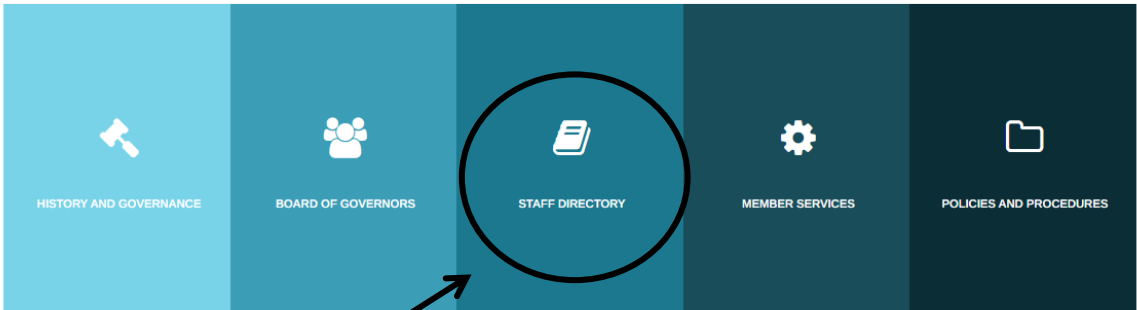 HISTORY AND GOVERNANCE
BOARD OF GOVERNORS
STAFF DIRECTORY
MEMBER SERVICES
POLICIES AND PROCEDURES